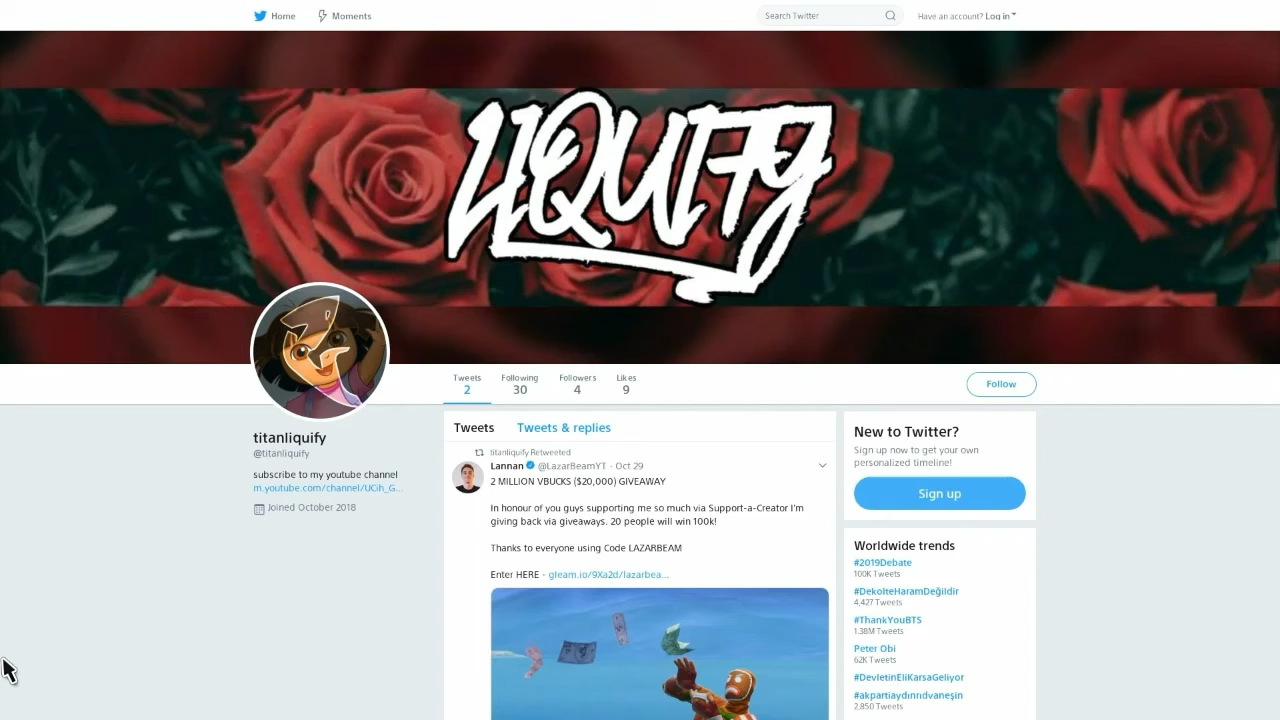 Home
Moments
Search Twitter
Have an account? Log in
LIQUIFY
Tweets
2
Following
30
Followers
4
Likes
9
Follow
titanliquify
@titanliquify
subscribe to my youtube channel
m.youtube.com/channel/UCih_G...
Joined October 2018
Tweets
Tweets & replies
titanliquify Retweeted
Lannan @LazarBeamYT · Oct 29
2 MILLION VBUCKS ($20,000) GIVEAWAY
In honour of you guys supporting me so much via Support-a-Creator I'm
giving back via giveaways. 20 people will win 100k!
Thanks to everyone using Code LAZARBEAM
Enter HERE - gleam.io/9Xa2d/lazarbea...
New to Twitter?
Sign up now to get your own
personalized timeline!
Sign up
Worldwide trends
#2019Debate
100K Tweets
#DekolteHaramDeğildir
4,427 Tweets
#ThankYouBTS
1.38M Tweets
Peter Obi
62K Tweets
#DevletinEliKarsaGeliyor
#akpartiaydınrıdvaneşin
2,850 Tweets